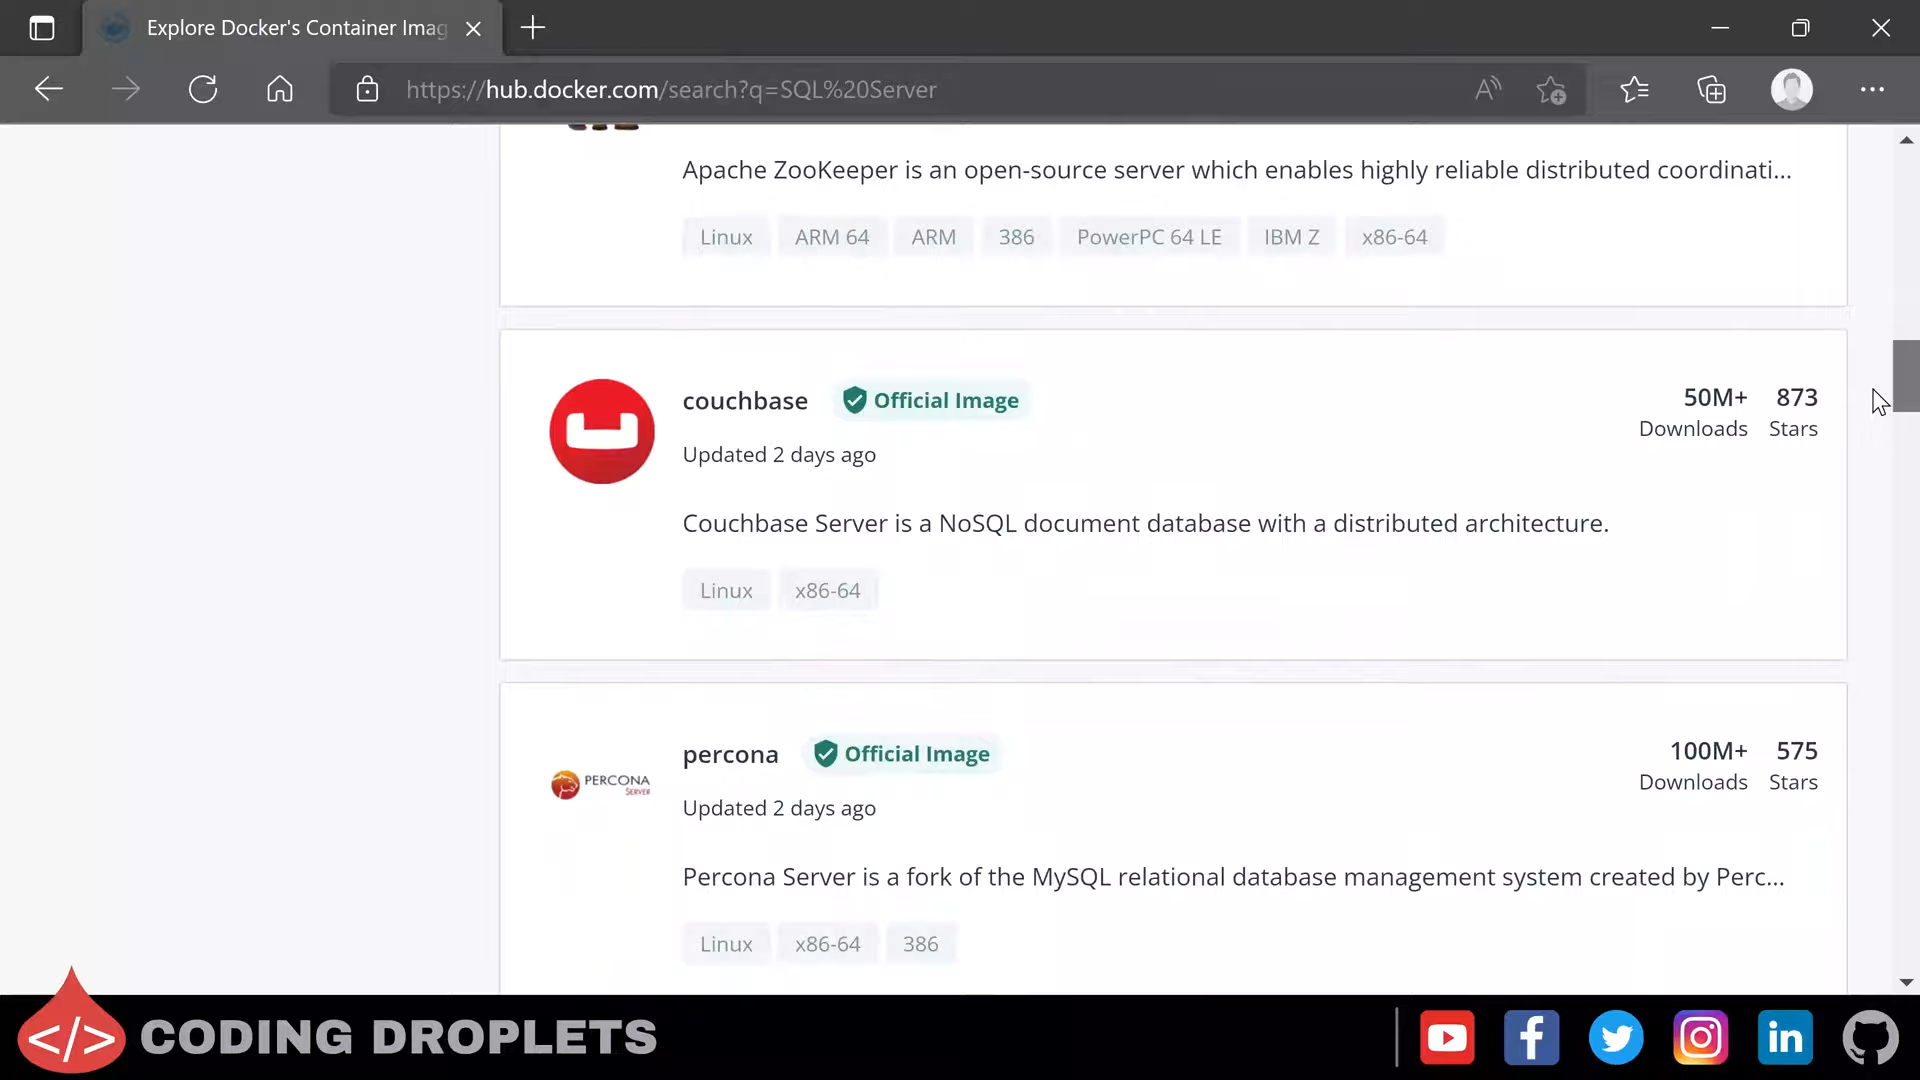 Explore Docker's Container Imag
https://hub.docker.com/search?q=SQL%20Server
Apache ZooKeeper is an open-source server which enables highly reliable distributed coordinati...
Linux ARM 64 ARM 386 PowerPC 64 LE IBM Z x86-64
couchbase Official Image 50M+ 873
Downloads Stars
Updated 2 days ago
Couchbase Server is a NoSQL document database with a distributed architecture.
Linux x86-64
percona Official Image 100M+ 575
PERCONA
SERVER
Downloads Stars
Updated 2 days ago
Percona Server is a fork of the MySQL relational database management system created by Perc...
Linux x86-64 386
</> CODING DROPLETS